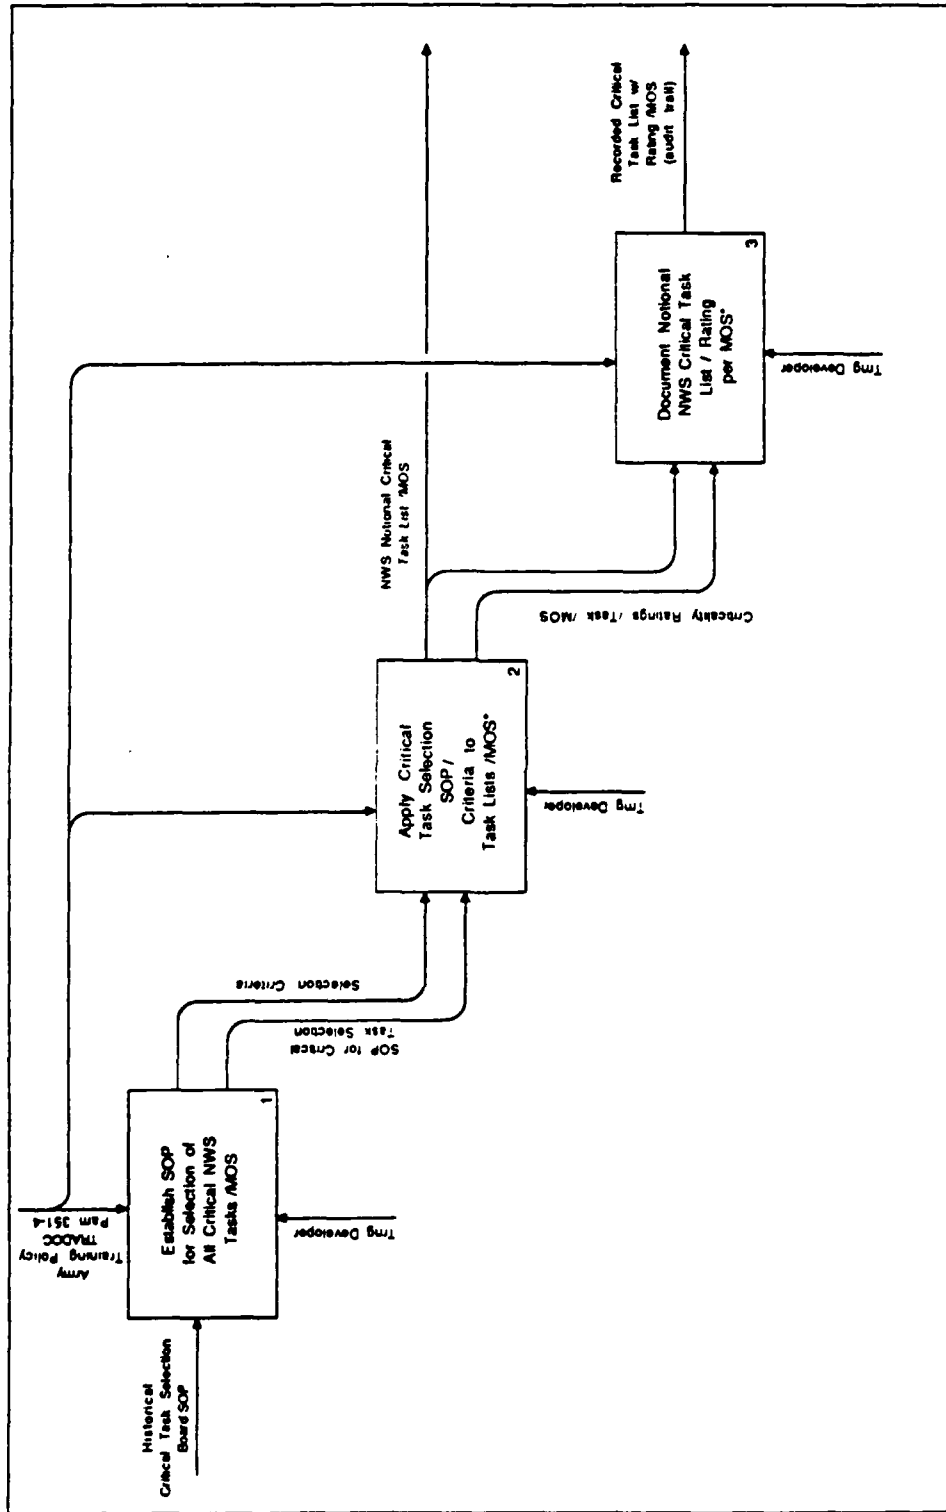 Historical
Critical Task Selection
Board SOP
Army
Training Policy
TRADOC
Pam 351-4
Establish SOP
for Selection of
All Critical NWS
Tasks /MOS
1
Trng Developer
Selection Criteria
SOP for Critical
Task Selection
Apply Critical
Task Selection
SOP /
Criteria to
Task Lists /MOS*
2
Trng Developer
NWS Notional Critical
Task List /MOS
Criticality Ratings /Task /MOS
Document Notional
NWS Critical Task
List / Rating
per MOS*
3
Trng Developer
Recorded Critical
Task List w/
Rating /MOS
(audit trail)